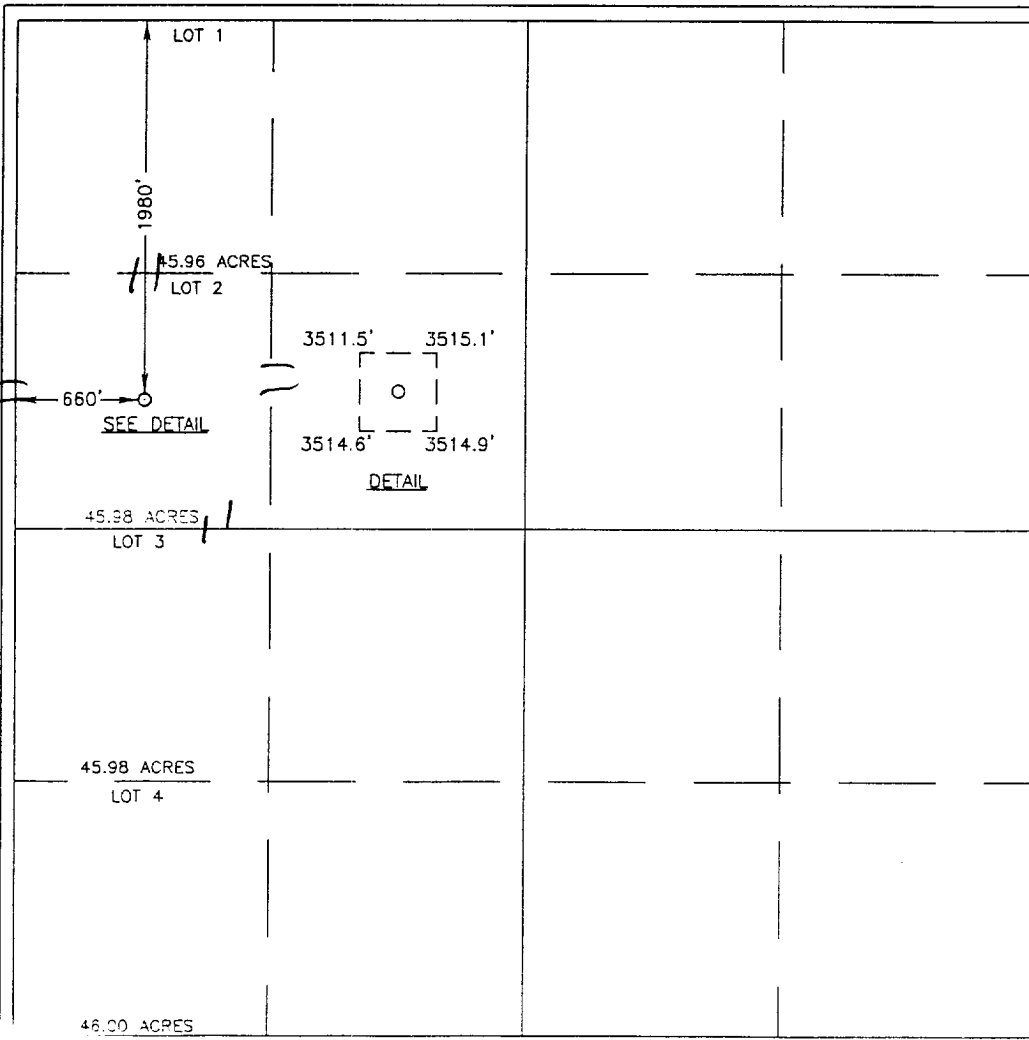 LOT 1
1980'
45.96 ACRES
LOT 2
3511.5' 3515.1'
660'
SEE DETAIL
3514.6' 3514.9'
DETAIL
45.98 ACRES
LOT 3
45.98 ACRES
LOT 4
46.00 ACRES